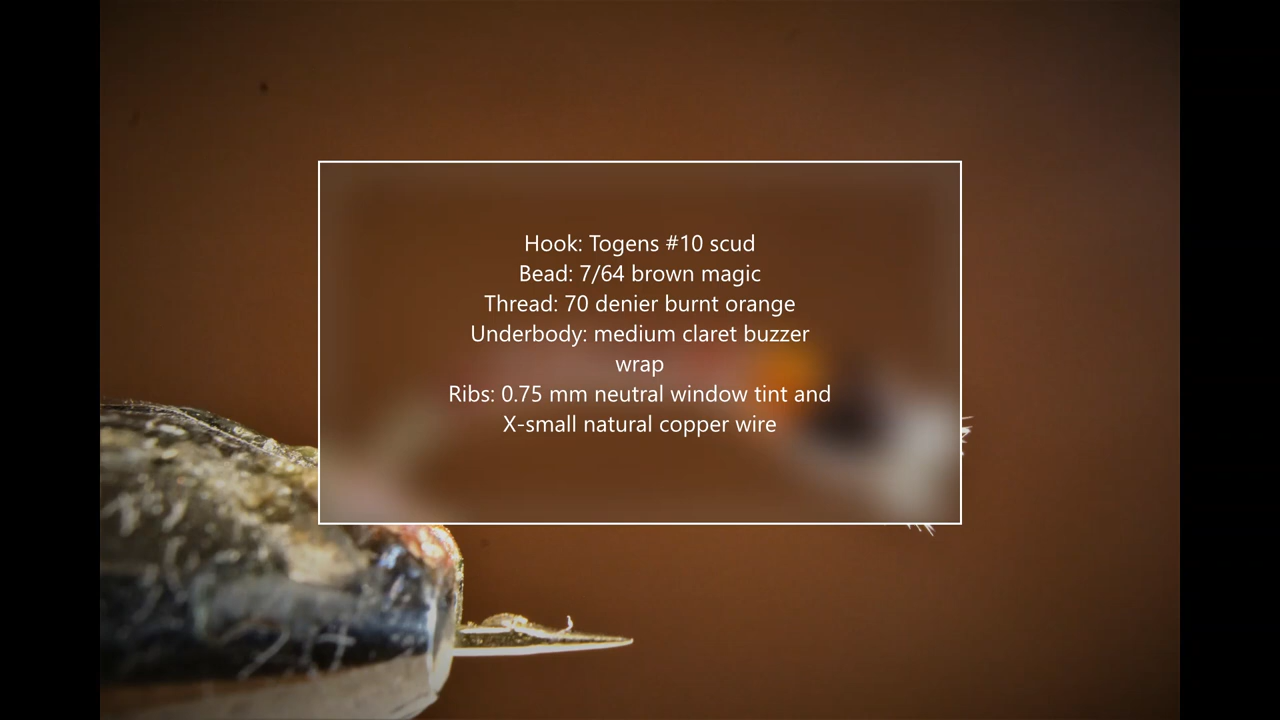 Hook: Togens #10 scud
Bead: 7/64 brown magic
Thread: 70 denier burnt orange
Underbody: medium claret buzzer
wrap
Ribs: 0.75 mm neutral window tint and
X-small natural copper wire